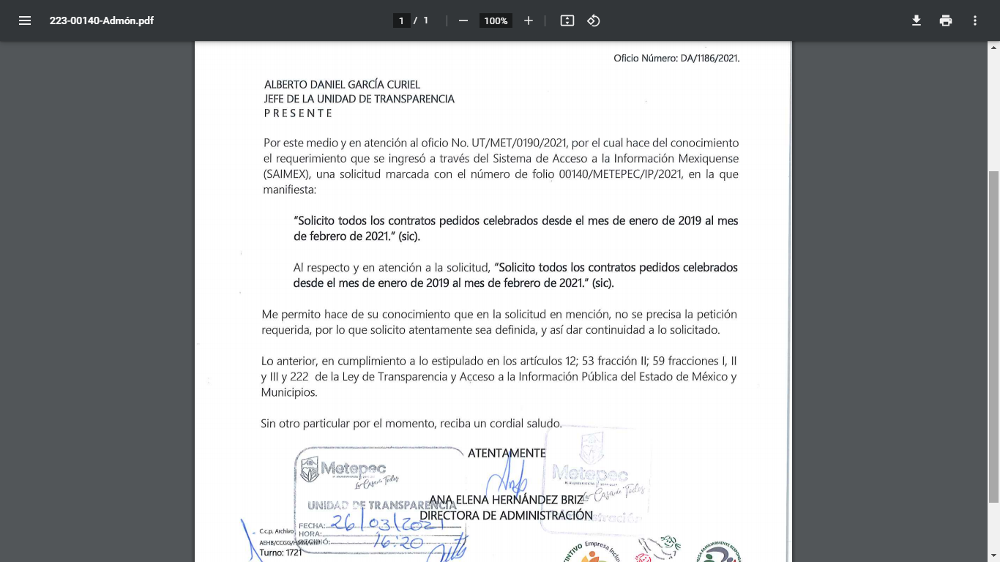 223-00140-Admón.pdf
1 / 1
100%
Oficio Número: DA/1186/2021.
ALBERTO DANIEL GARCÍA CURIEL
JEFE DE LA UNIDAD DE TRANSPARENCIA
P R E S E N T E
Por este medio y en atención al oficio No. UT/MET/0190/2021, por el cual hace del conocimiento
el requerimiento que se ingresó a través del Sistema de Acceso a la Información Mexiquense
(SAIMEX), una solicitud marcada con el número de folio 00140/METEPEC/IP/2021, en la que
manifiesta:
“Solicito todos los contratos pedidos celebrados desde el mes de enero de 2019 al mes
de febrero de 2021.” (sic).
Al respecto y en atención a la solicitud, “Solicito todos los contratos pedidos celebrados
desde el mes de enero de 2019 al mes de febrero de 2021.” (sic).
Me permito hace de su conocimiento que en la solicitud en mención, no se precisa la petición
requerida, por lo que solicito atentamente sea definida, y así dar continuidad a lo solicitado.
Lo anterior, en cumplimiento a lo estipulado en los artículos 12; 53 fracción II; 59 fracciones I, II
y III y 222 de la Ley de Transparencia y Acceso a la Información Pública del Estado de México y
Municipios.
Sin otro particular por el momento, reciba un cordial saludo.
ATENTAMENTE
Metepec
La Casa de Todos
UNIDAD DE TRANSPARENCIA
FECHA: 26/03/2021
HORA:
RECIBIÓ: 16:20
Metepec
La Casa de Todos
Administración
ANA ELENA HERNÁNDEZ BRIZ
DIRECTORA DE ADMINISTRACIÓN
C.c.p. Archivo
AEHB/CCGG/
Turno: 1721
Empresa